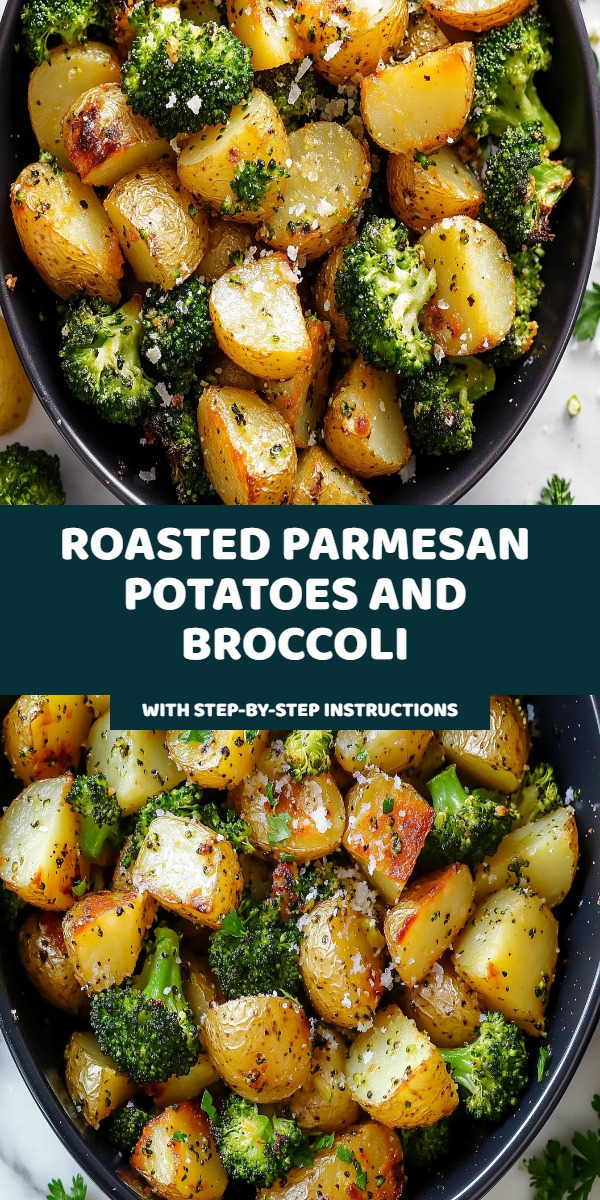 ROASTED PARMESAN
POTATOES AND
BROCCOLI
WITH STEP-BY-STEP INSTRUCTIONS